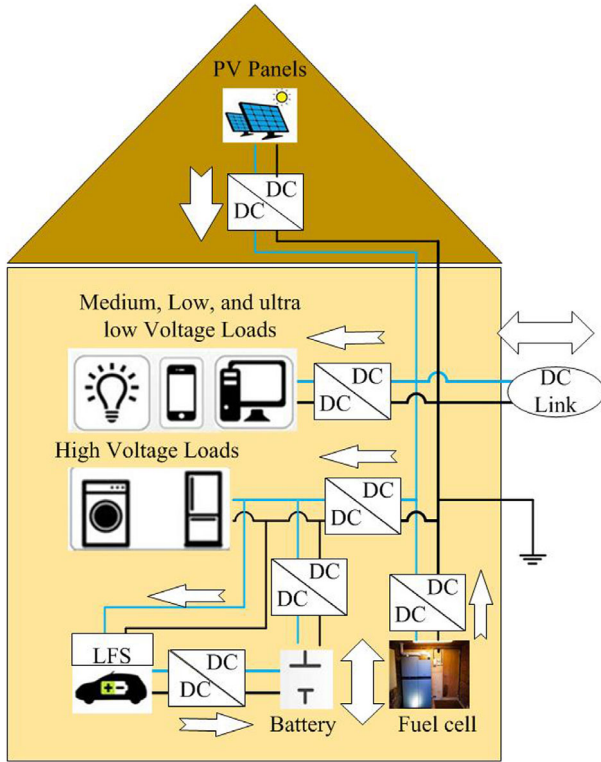 PV Panels
DC
DC
Medium, Low, and ultra
low Voltage Loads
DC
DC
DC
Link
High Voltage Loads
DC
DC
DC
DC
DC
DC
LFS
DC
DC
Battery
Fuel cell